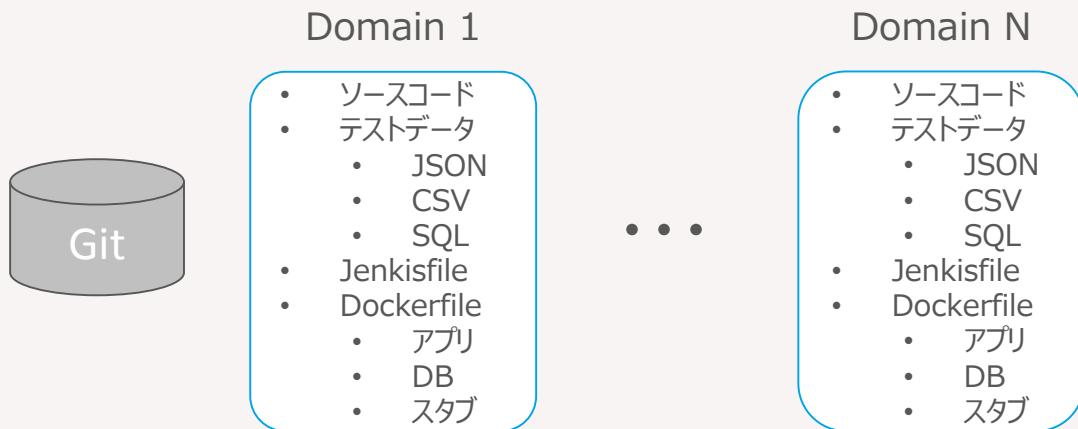 Domain 1
• ソースコード
• テストデータ
• JSON
• CSV
• SQL
• Jenkisfile
• Dockerfile
• アプリ
• DB
• スタブ
Git
• • •
Domain N
• ソースコード
• テストデータ
• JSON
• CSV
• SQL
• Jenkisfile
• Dockerfile
• アプリ
• DB
• スタブ